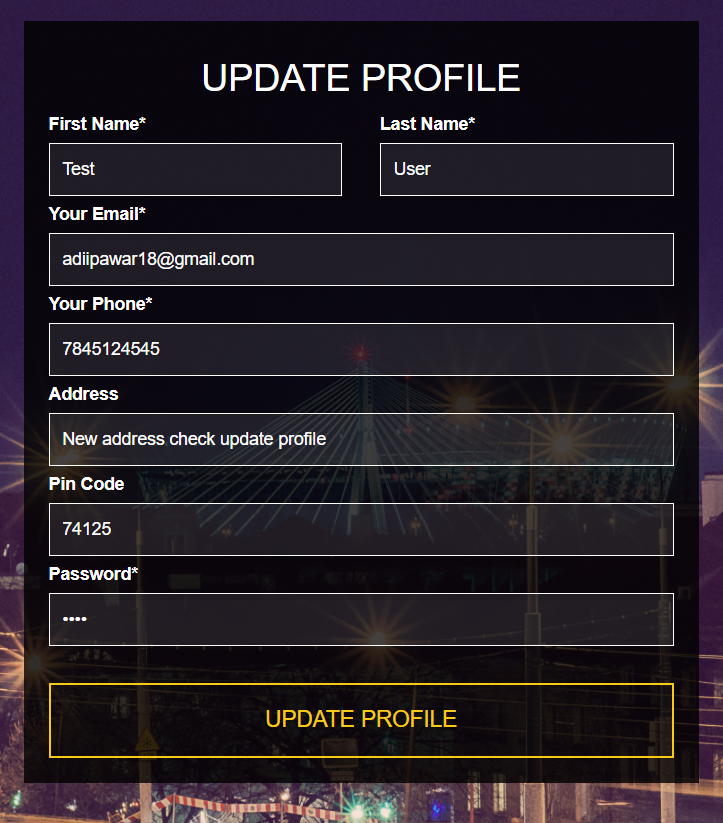 UPDATE PROFILE
First Name* Last Name*
Test User
Your Email*
adiipawar18@gmail.com
Your Phone*
7845124545
Address
New address check update profile
Pin Code
74125
Password*
••••
UPDATE PROFILE